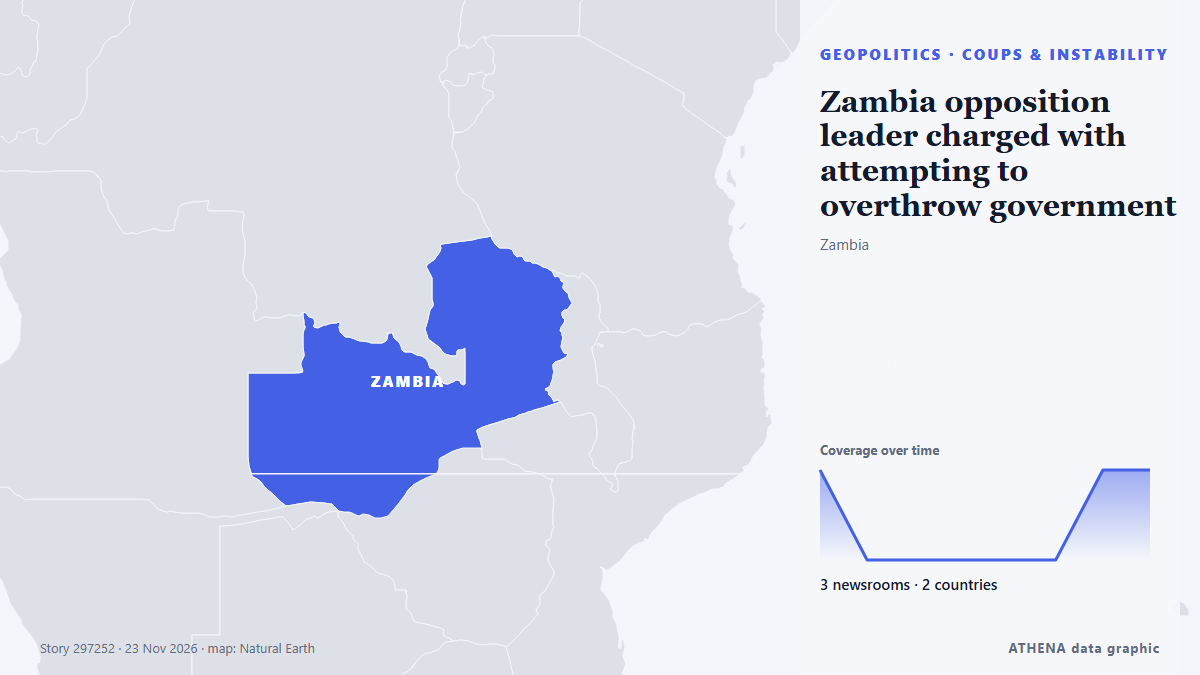 GEOPOLITICS · COUPS & INSTABILITY
Zambia opposition
leader charged with
attempting to
overthrow government
Zambia
ZAMBIA
Coverage over time
3 newsrooms · 2 countries
Story 297252 · 23 Nov 2026 · map: Natural Earth
ATHENA data graphic